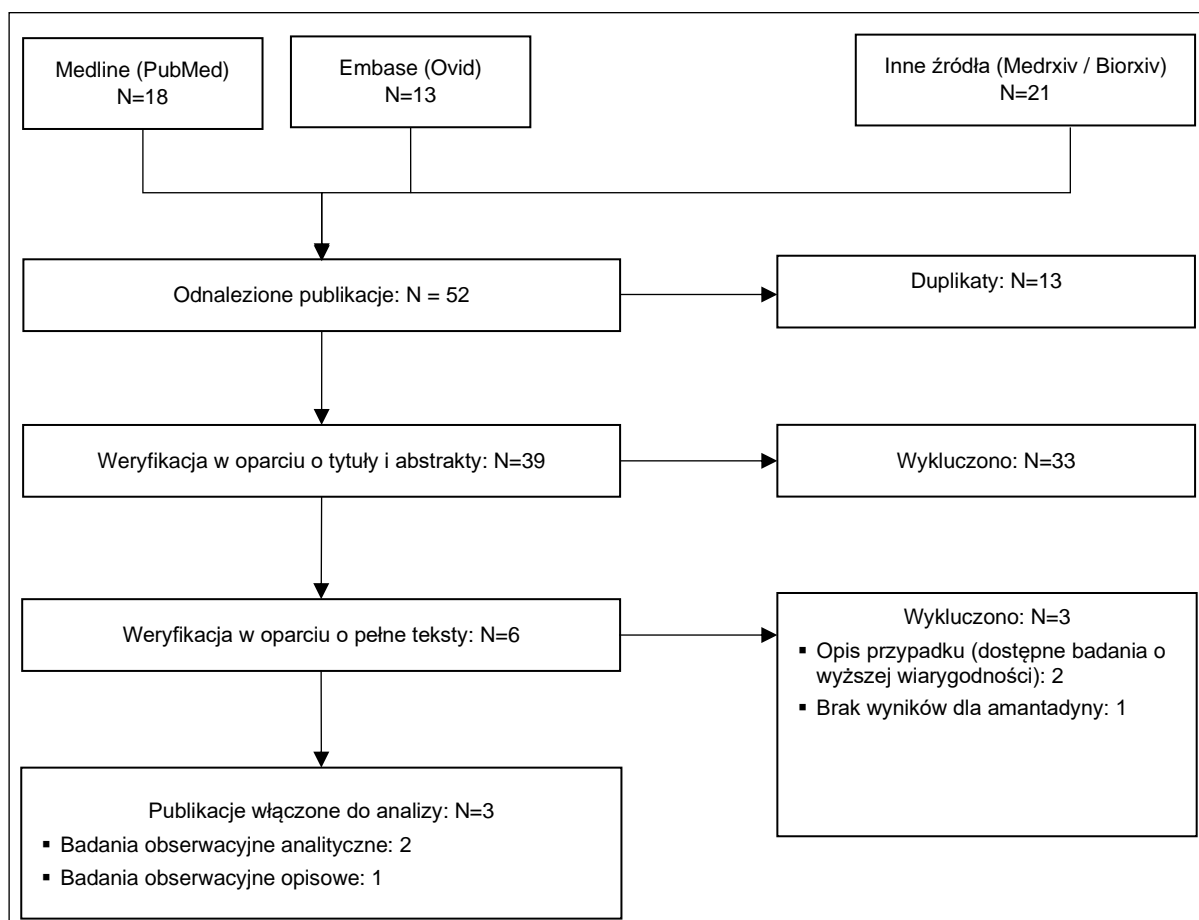 Medline (PubMed)
N=18
Embase (Ovid)
N=13
Inne źródła (Medrxiv / Biorxiv)
N=21
Odnalezione publikacje: N = 52
Duplikaty: N=13
Weryfikacja w oparciu o tytuły i abstrakty: N=39
Wykluczono: N=33
Weryfikacja w oparciu o pełne teksty: N=6
Wykluczono: N=3
▪ Opis przypadku (dostępne badania o
wyższej wiarygodności): 2
▪ Brak wyników dla amantadyny: 1
Publikacje włączone do analizy: N=3
▪ Badania obserwacyjne analityczne: 2
▪ Badania obserwacyjne opisowe: 1